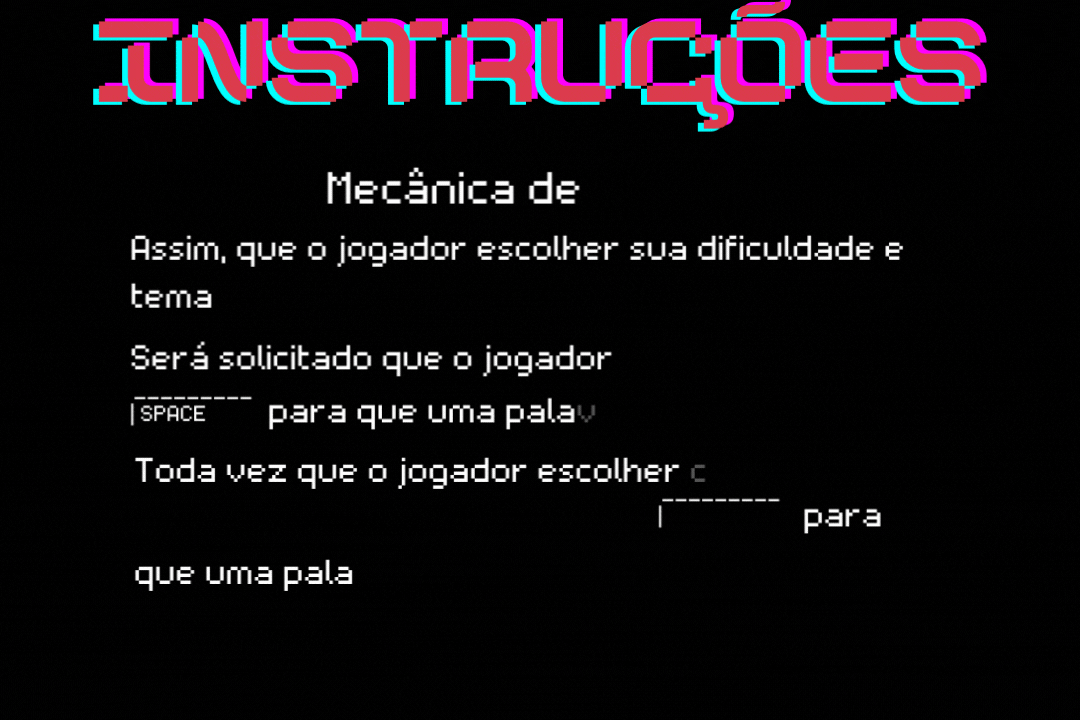 INSTRUÇÕES
Mecânica de
Assim, que o jogador escolher sua dificuldade e
tema
Será solicitado que o jogador
SPACE para que uma palav
Toda vez que o jogador escolher c
para
que uma pala